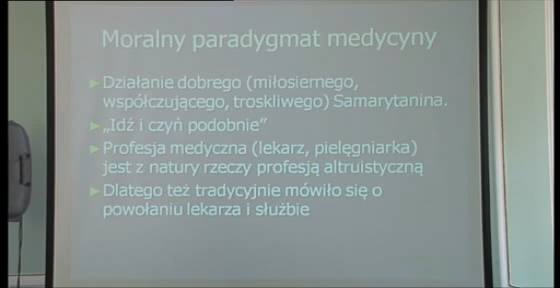 Moralny paradygmat medycyny
►Działanie dobrego (miłosiernego,
współczującego, troskliwego) Samarytanina.
►„Idź i czyń podobnie”
►Profesja medyczna (lekarz, pielęgniarka)
jest z natury rzeczy profesją altruistyczną
►Dlatego też tradycyjnie mówiło się o
powołaniu lekarza i służbie